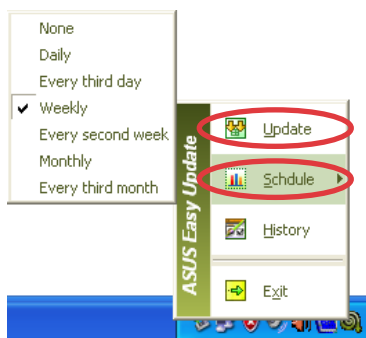 None
Daily
Every third day
Weekly
Every second week
Monthly
Every third month
ASUS Easy Update
Update
Schdule
History
Exit